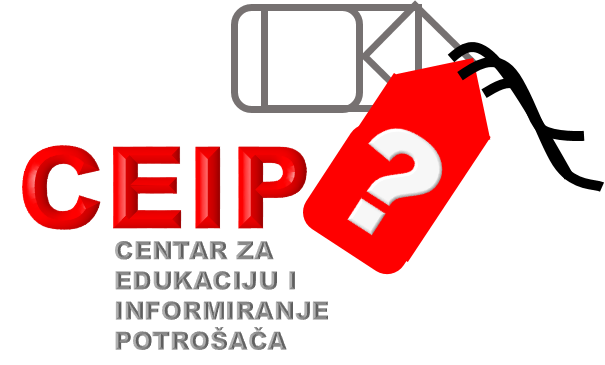 CEIP
?
CENTAR ZA
EDUKACIJU I
INFORMIRANJE
POTROŠAČA